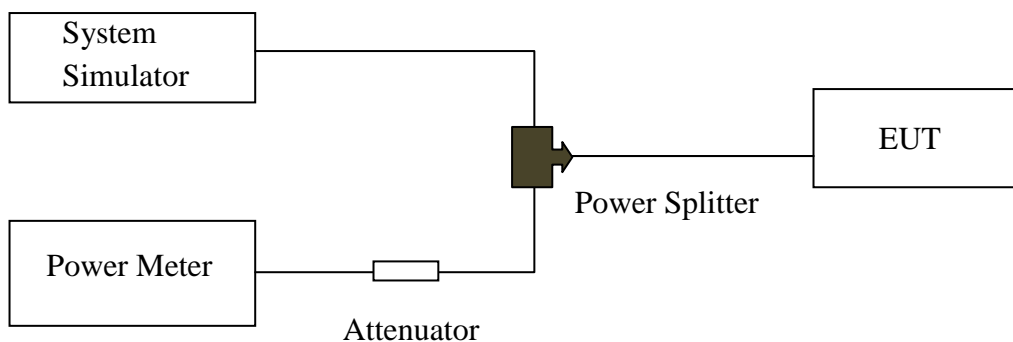 System
Simulator
EUT
Power Splitter
Power Meter
Attenuator